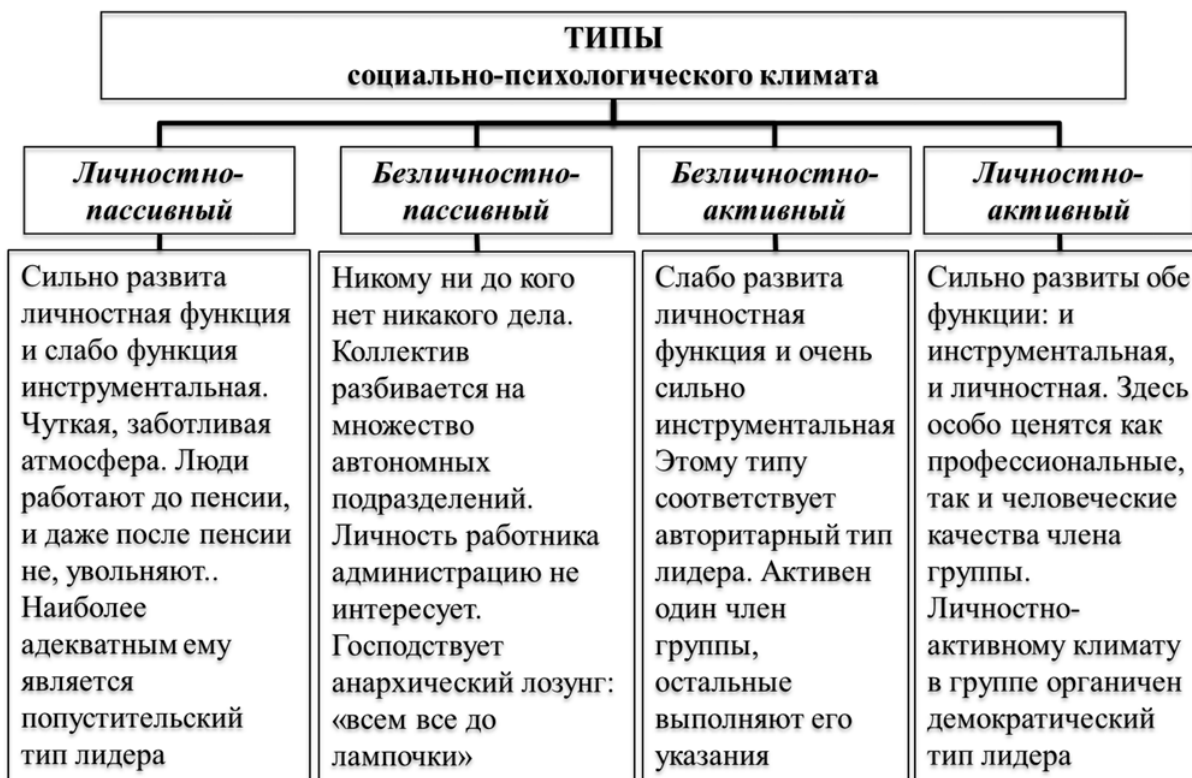 ТИПЫ
социально-психологического климата
Личностно-
пассивный
Безличностно-
пассивный
Безличностно-
активный
Личностно-
активный
Сильно развита
личностная функция
и слабо функция
инструментальная.
Чуткая, заботливая
атмосфера. Люди
работают до пенсии,
и даже после пенсии
не, увольняют..
Наиболее
адекватным ему
является
попустительский
тип лидера
Никому ни до кого
нет никакого дела.
Коллектив
разбивается на
множество
автономных
подразделений.
Личность работника
администрацию не
интересует.
Господствует
анархический лозунг:
«всем все до
лампочки»
Слабо развита
личностная
функция и очень
сильно
инструментальная
Этому типу
соответствует
авторитарный тип
лидера. Активен
один член
группы,
остальные
выполняют его
указания
Сильно развиты обе
функции: и
инструментальная,
и личностная. Здесь
особо ценятся как
профессиональные,
так и человеческие
качества члена
группы.
Личностно-
активному климату
в группе органичен
демократический
тип лидера